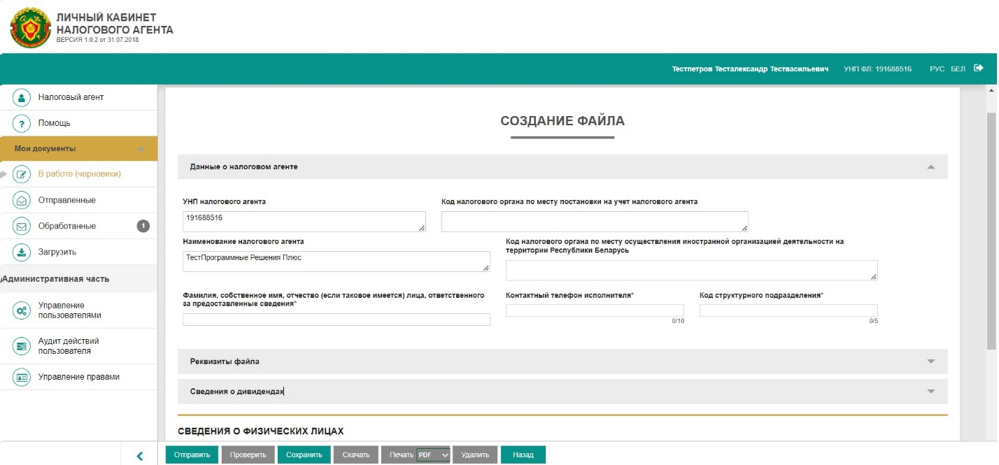 ЛИЧНЫЙ КАБИНЕТ
НАЛОГОВОГО АГЕНТА
ВЕРСИЯ 1.0.2 от 31.07.2018
Тестпетров Тесталександр Тествасильевич УНП ФЛ: 191688516 РУС БЕЛ
Налоговый агент
Помощь
Мои документы
В работе (черновики)
Отправленные
Обработанные 1
Загрузить
Административная часть
Управление
пользователями
Аудит действий
пользователя
Управление правами
СОЗДАНИЕ ФАЙЛА
Данные о налоговом агенте
УНП налогового агента
191688516
Код налогового органа по месту постановки на учет налогового агента
Наименование налогового агента
ТестПрограммные Решения Плюс
Код налогового органа по месту осуществления иностранной организацией деятельности на
территории Республики Беларусь
Фамилия, собственное имя, отчество (если таковое имеется) лица, ответственного
за предоставленные сведения*
Контактный телефон исполнителя*
0/10
Код структурного подразделения*
0/5
Реквизиты файла
Сведения о дивидендах
СВЕДЕНИЯ О ФИЗИЧЕСКИХ ЛИЦАХ
Отправить Проверить Сохранить Скачать Печать PDF Удалить Назад